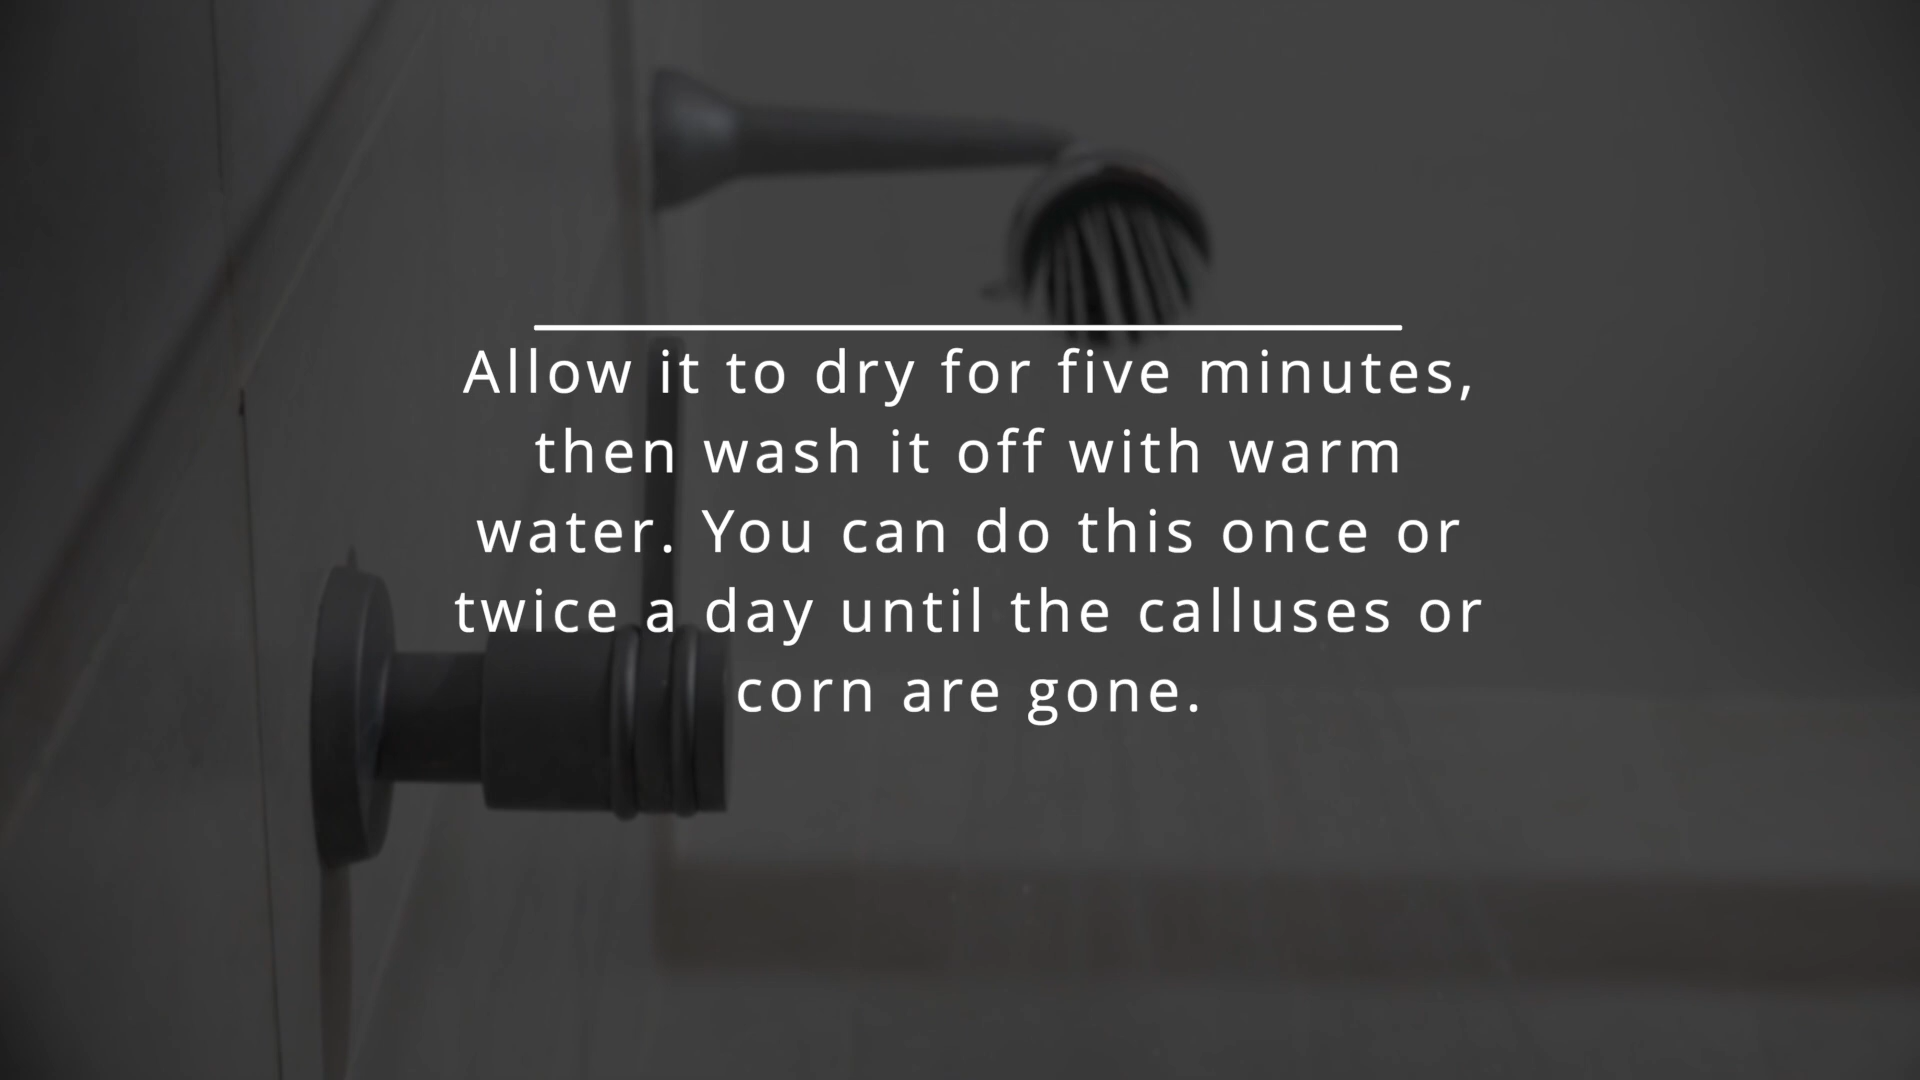 Allow it to dry for five minutes,
then wash it off with warm
water. You can do this once or
twice a day until the calluses or
corn are gone.